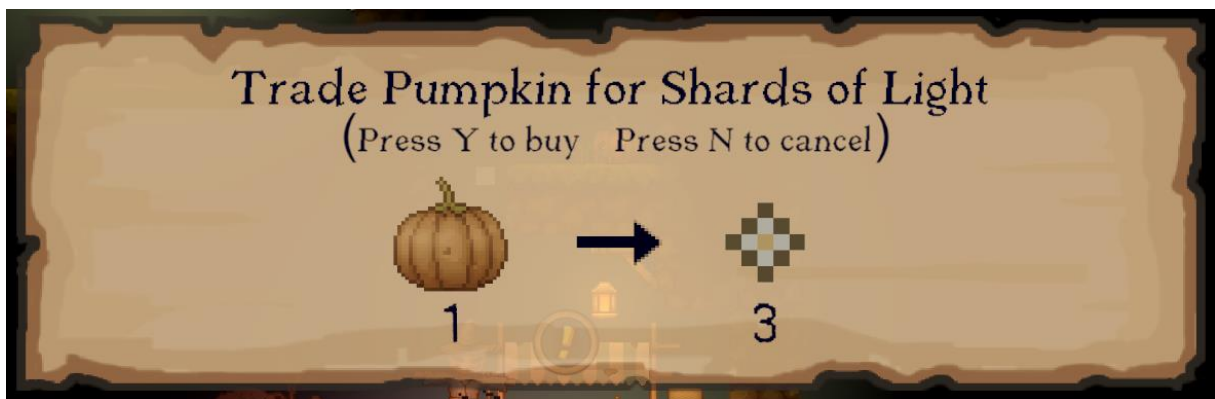 Trade Pumpkin for Shards of Light
(Press Y to buy Press N to cancel)
1 3
!